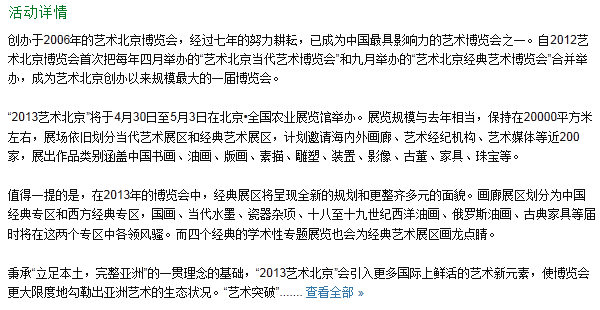 活动详情
创办于2006年的艺术北京博览会，经过七年的努力耕耘，已成为中国最具影响力的艺术博览会之一。自2012艺
术北京博览会首次把每年四月举办的“艺术北京当代艺术博览会”和九月举办的“艺术北京经典艺术博览会”合并举
办，成为艺术北京创办以来规模最大的一届博览会。
“2013艺术北京”将于4月30日至5月3日在北京•全国农业展览馆举办。展览规模与去年相当，保持在20000平方米
左右，展场依旧划分当代艺术展区和经典艺术展区，计划邀请海内外画廊、艺术经纪机构、艺术媒体等近200
家，展出作品类别涵盖中国书画、油画、版画、素描、雕塑、装置、影像、古董、家具、珠宝等。
值得一提的是，在2013年的博览会中，经典展区将呈现全新的规划和更整齐多元的面貌。画廊展区划分为中国
经典专区和西方经典专区，国画、当代水墨、瓷器杂项、十八至十九世纪西洋油画、俄罗斯油画、古典家具等届
时将在这两个专区中各领风骚。而四个经典的学术性专题展览也会为经典艺术展区画龙点睛。
秉承“立足本土，完整亚洲”的一贯理念的基础，“2013艺术北京”会引入更多国际上鲜活的艺术新元素，使博览会
更大限度地勾勒出亚洲艺术的生态状况。“艺术突破”....... 查看全部 »